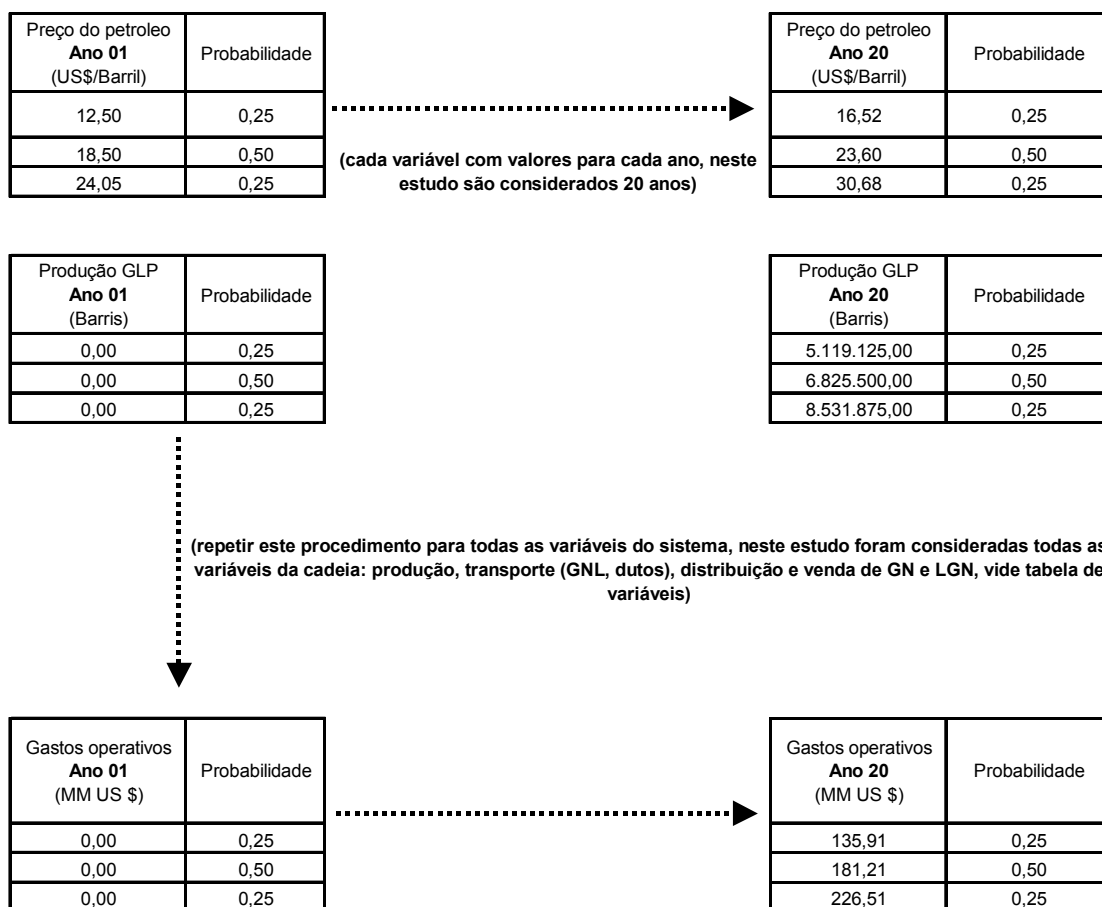 Preço do petroleo
Ano 01
(US$/Barril)
Probabilidade
12,50 0,25
18,50 0,50
24,05 0,25
(cada variável com valores para cada ano, neste
estudo são considerados 20 anos)
Preço do petroleo
Ano 20
(US$/Barril)
Probabilidade
16,52 0,25
23,60 0,50
30,68 0,25
Produção GLP
Ano 01
(Barris)
Probabilidade
0,00 0,25
0,00 0,50
0,00 0,25
Produção GLP
Ano 20
(Barris)
Probabilidade
5.119.125,00 0,25
6.825.500,00 0,50
8.531.875,00 0,25
(repetir este procedimento para todas as variáveis do sistema, neste estudo foram consideradas todas as
variáveis da cadeia: produção, transporte (GNL, dutos), distribuição e venda de GN e LGN, vide tabela de
variáveis)
Gastos operativos
Ano 01
(MM US $)
Probabilidade
0,00 0,25
0,00 0,50
0,00 0,25
Gastos operativos
Ano 20
(MM US $)
Probabilidade
135,91 0,25
181,21 0,50
226,51 0,25